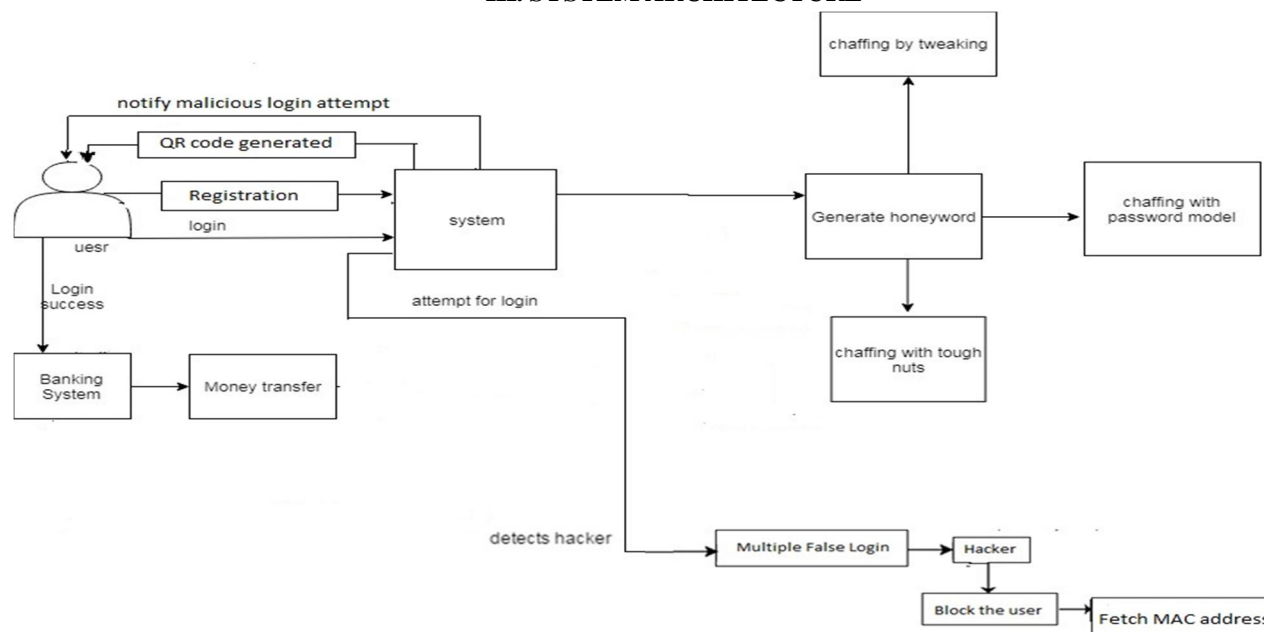 chaffing by tweaking
notify malicious login attempt
QR code generated
Registration
login
uesr
system
Generate honeyword
chaffing with
password model
Login
success
attempt for login
chaffing with tough
nuts
Banking
System
Money transfer
detects hacker
Multiple False Login
Hacker
Block the user
Fetch MAC address